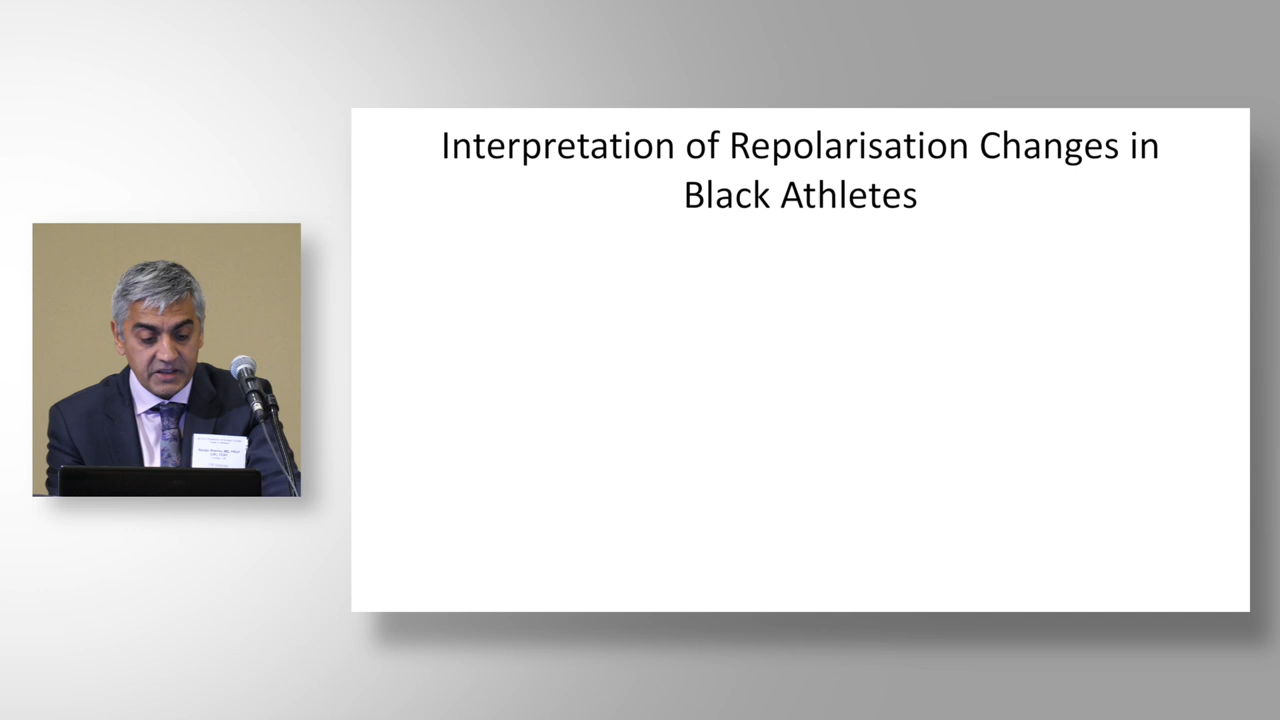 Interpretation of Repolarisation Changes in
Black Athletes